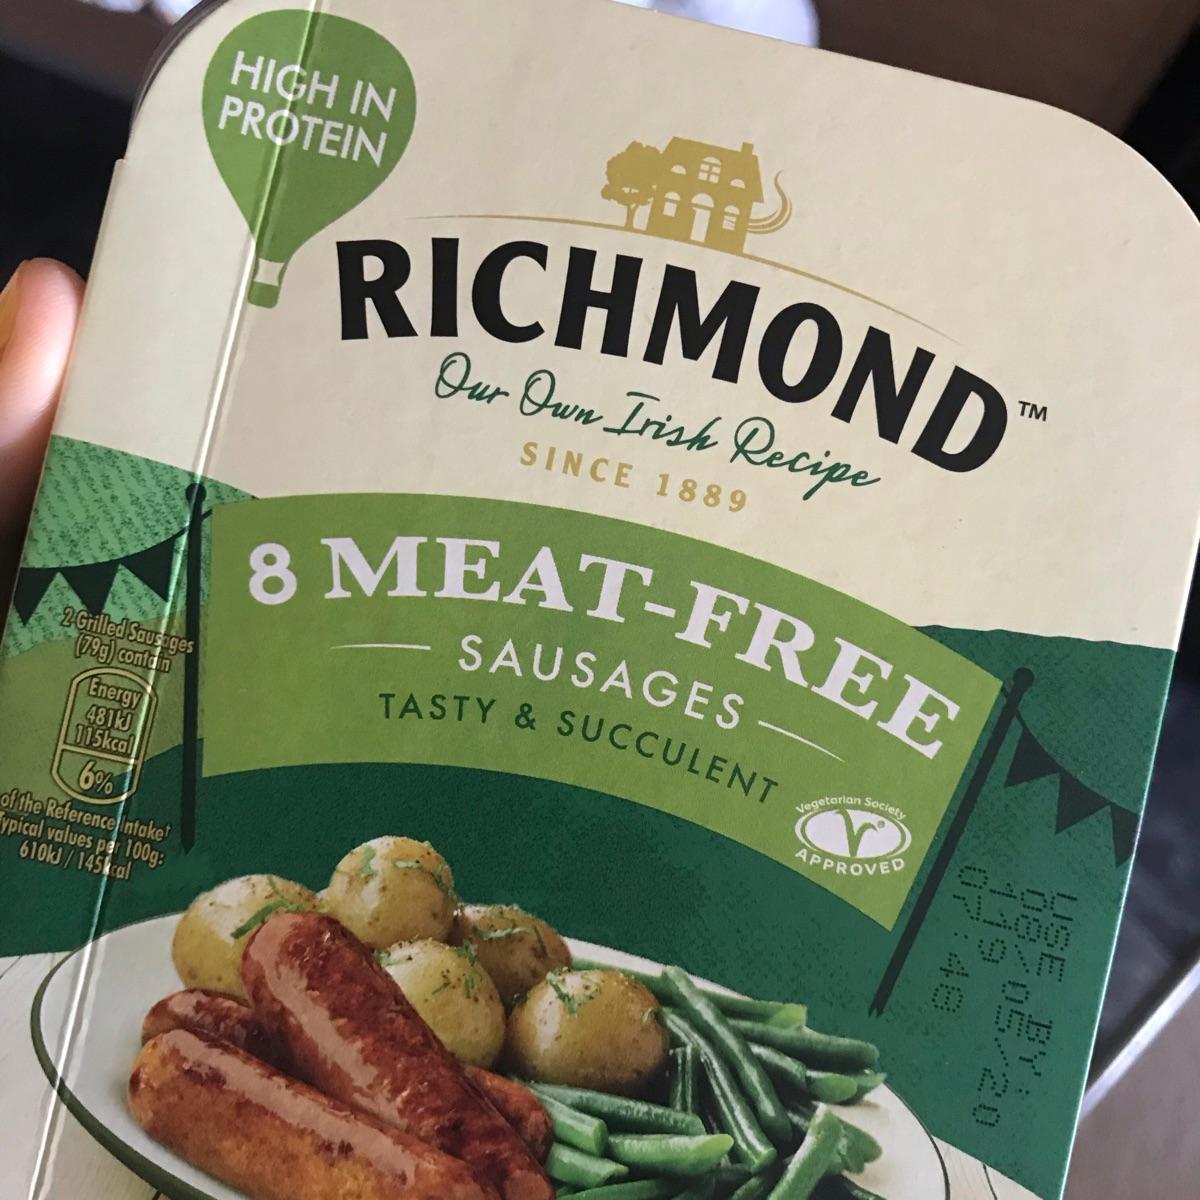 HIGH IN
PROTEIN
RICHMOND™
Our Own Irish Recipe
SINCE 1889
8 MEAT-FREE
SAUSAGES
TASTY & SUCCULENT
Vegetarian Society
V
APPROVED
2 Grilled Sausages
(79g) contain
Energy
481kJ
115kcal
6%
of the Reference Intake†
Typical values per 100g:
610kJ / 145kcal
USE BY:
08/05/20